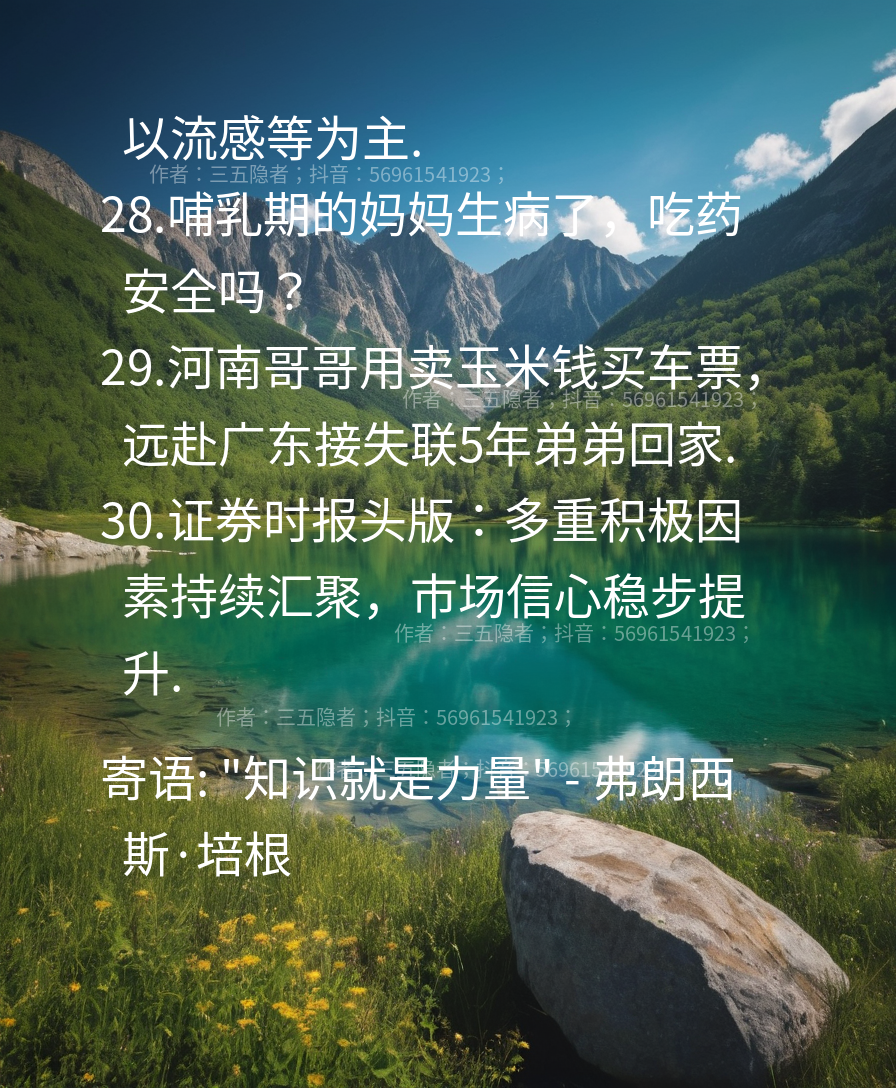 以流感等为主.
作者：三五隐者；抖音：56961541923；
28.哺乳期的妈妈生病了，吃药
安全吗？
29.河南哥哥用卖玉米钱买车票，
作者：三五隐者；抖音：56961541923；
远赴广东接失联5年弟弟回家.
30.证券时报头版：多重积极因
素持续汇聚，市场信心稳步提
作者：三五隐者；抖音：56961541923；
升.
作者：三五隐者；抖音：56961541923；
寄语: "知识就是力量" - 弗朗西
斯·培根